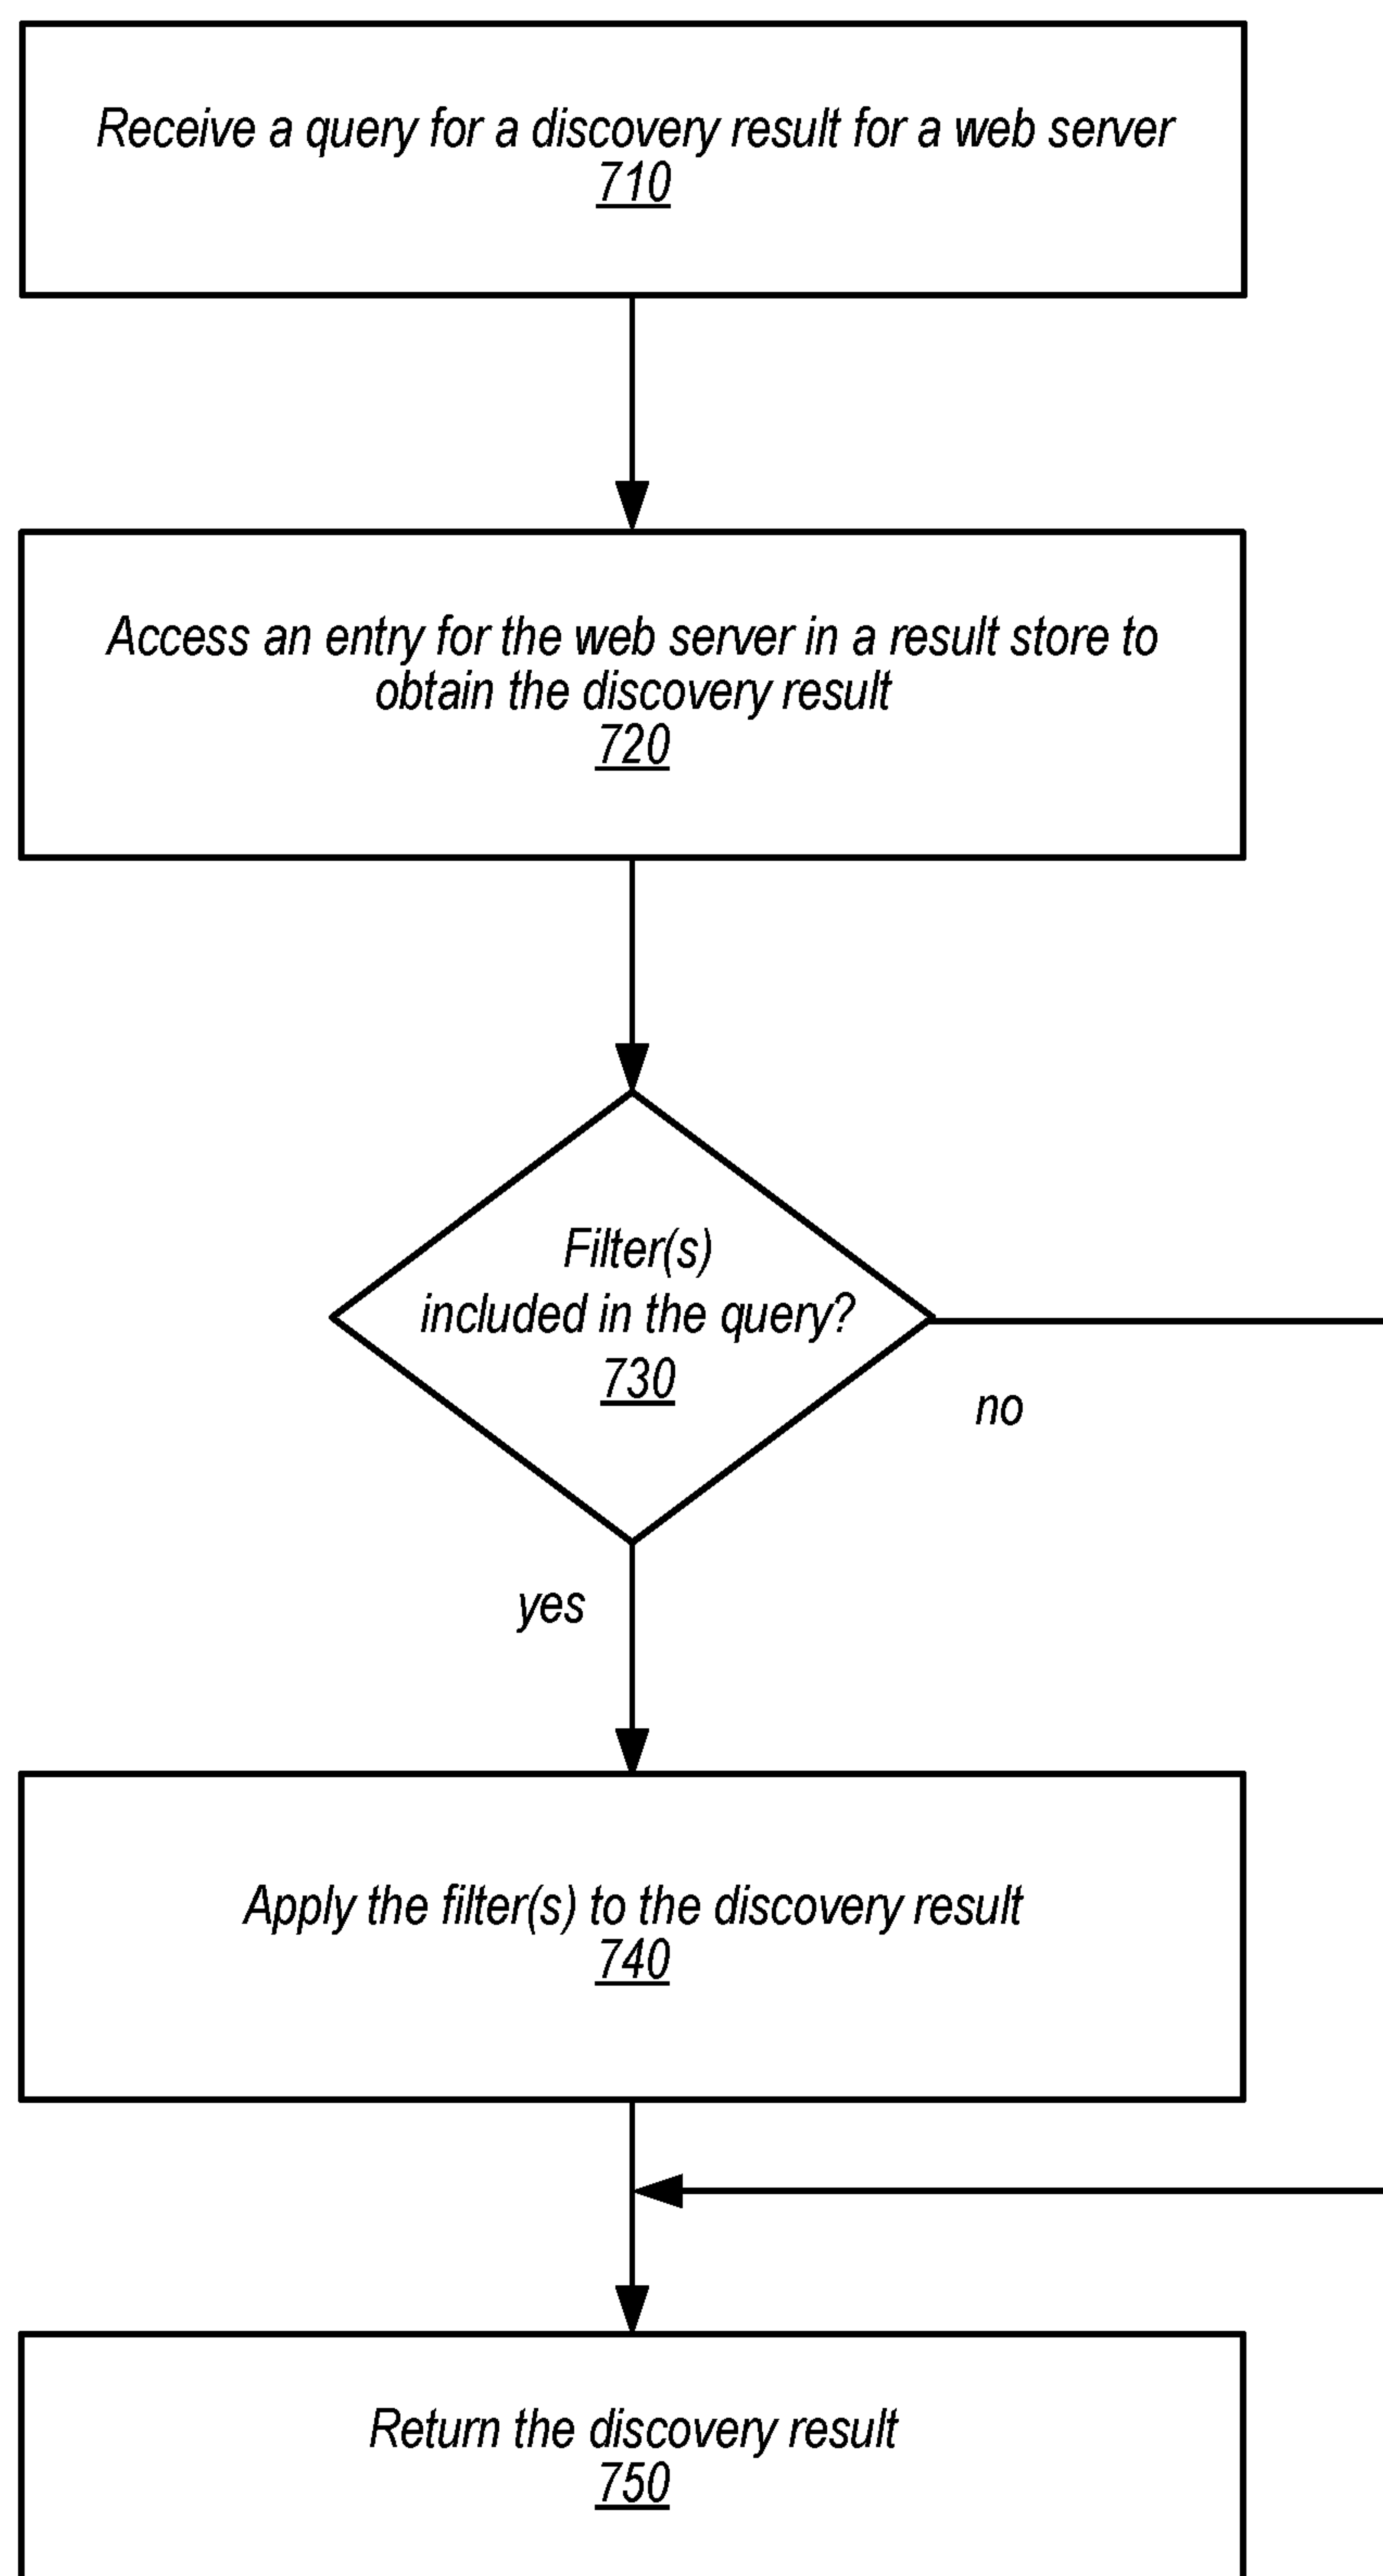 Receive a query for a discovery result for a web server
710
Access an entry for the web server in a result store to
obtain the discovery result
720
Filter(s)
included in the query?
730
no
yes
Apply the filter(s) to the discovery result
740
Return the discovery result
750